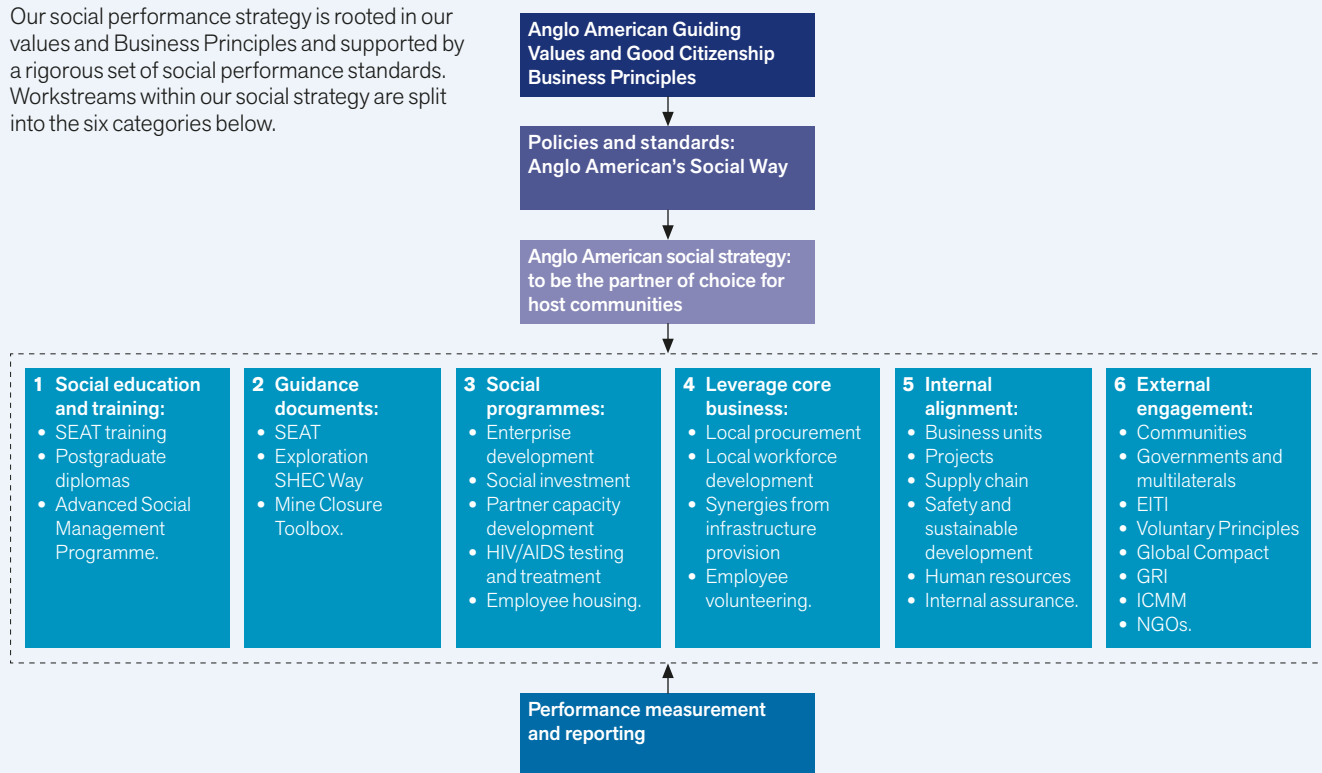 Our social performance strategy is rooted in our
values and Business Principles and supported by
a rigorous set of social performance standards.
Workstreams within our social strategy are split
into the six categories below.
Anglo American Guiding
Values and Good Citizenship
Business Principles
Policies and standards:
Anglo American's Social Way
Anglo American social strategy:
to be the partner of choice for
host communities
1 Social education
and training:
• SEAT training
• Postgraduate
diplomas
• Advanced Social
Management
Programme.
2 Guidance
documents:
• SEAT
• Exploration
SHEC Way
• Mine Closure
Toolbox.
3 Social
programmes:
• Enterprise
development
• Social investment
• Partner capacity
development
• HIV/AIDS testing
and treatment
• Employee housing.
4 Leverage core
business:
• Local procurement
• Local workforce
development
• Synergies from
infrastructure
provision
• Employee
volunteering.
5 Internal
alignment:
• Business units
• Projects
• Supply chain
• Safety and
sustainable
development
• Human resources
• Internal assurance.
6 External
engagement:
• Communities
• Governments and
multilaterals
• EITI
• Voluntary Principles
• Global Compact
• GRI
• ICMM
• NGOs.
Performance measurement
and reporting